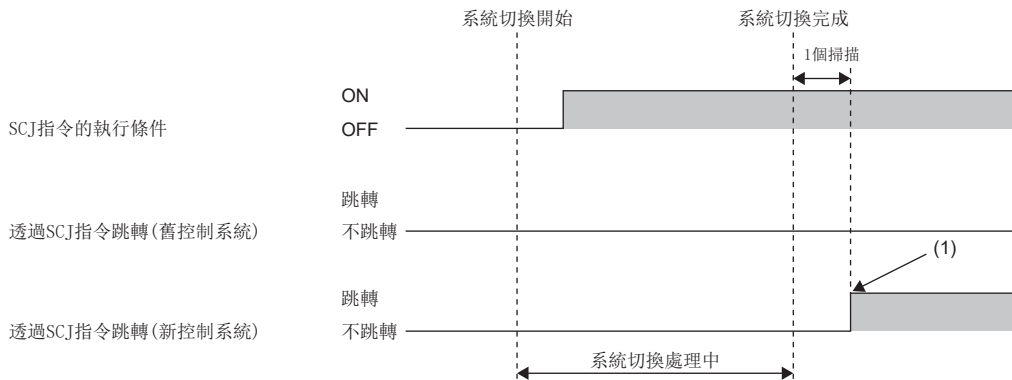 系統切換開始
系統切換完成
1個掃描
SCJ指令的執行條件
ON
OFF
透過SCJ指令跳轉(舊控制系統)
跳轉
不跳轉
(1)
透過SCJ指令跳轉(新控制系統)
跳轉
不跳轉
系統切換處理中